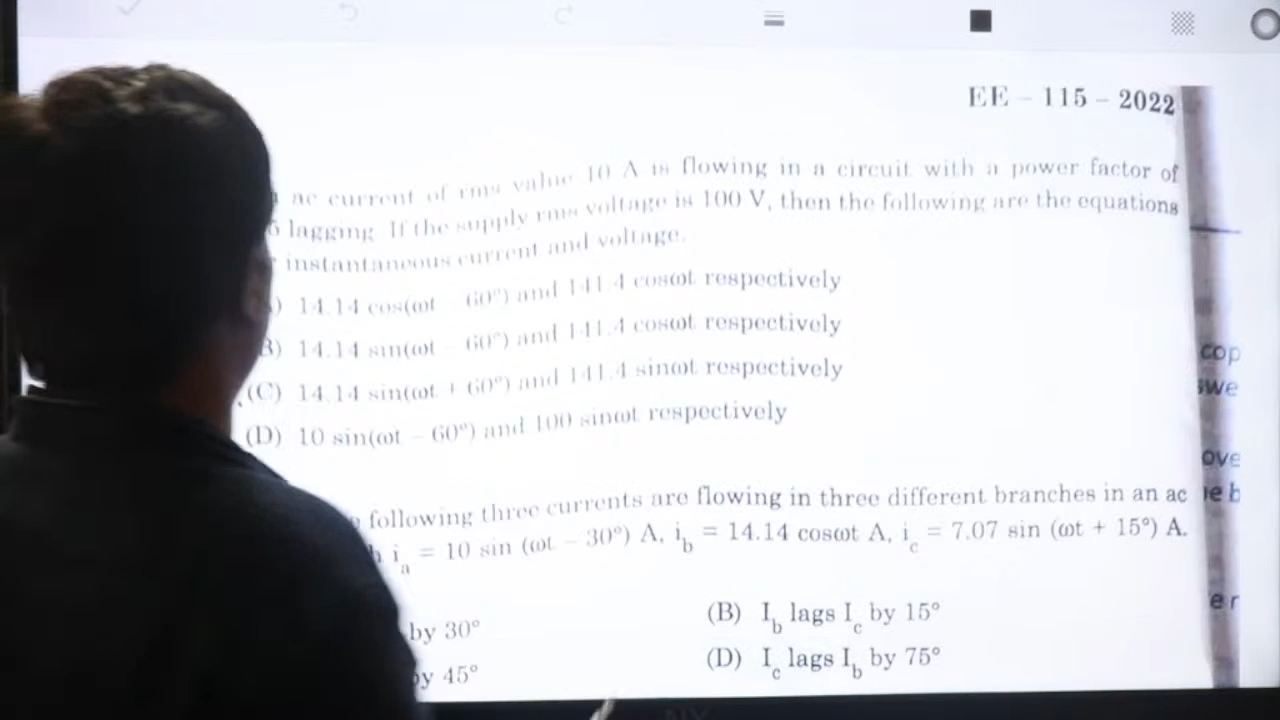 EE – 115 – 2022
ac current of rms value 10 A is flowing in a circuit with a power factor of
lagging. If the supply rms voltage is 100 V, then the following are the equations
instantaneous current and voltage.
14.14 cos(ωt – 60°) and 141.4 cosωt respectively
B) 14.14 sin(ωt – 60°) and 141.4 cosωt respectively
(C) 14.14 sin(ωt + 60°) and 141.4 sinωt respectively
(D) 10 sin(ωt – 60°) and 100 sinωt respectively
following three currents are flowing in three different branches in an ac
i_a = 10 sin (ωt – 30°) A, i_b = 14.14 cosωt A, i_c = 7.07 sin (ωt + 15°) A.
by 30°
(B) I_b lags I_c by 15°
by 45°
(D) I_c lags I_b by 75°
cop
swe
ove
e b
er